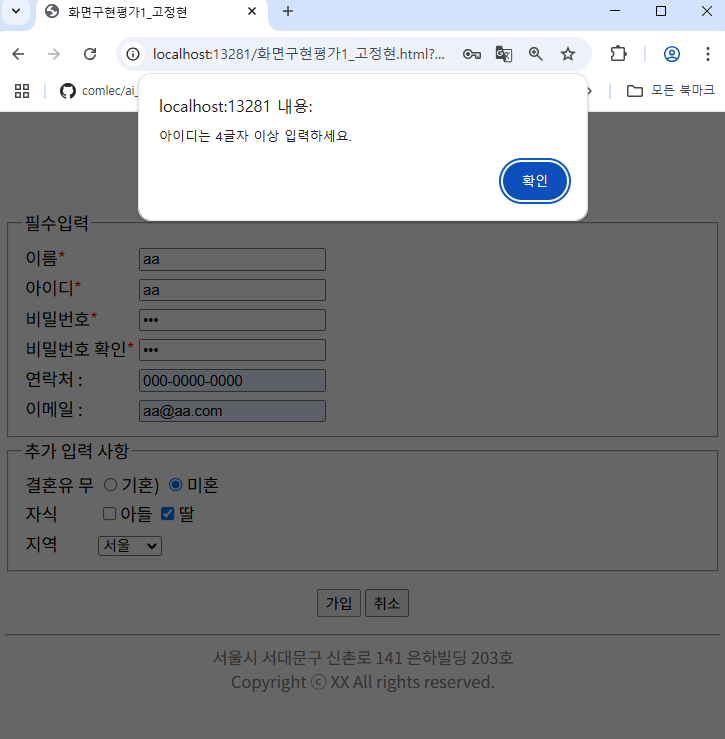 화면구현평가1_고정현
localhost:13281/화면구현평가1_고정현.html?...
comlec/ai_
모든 북마크
localhost:13281 내용:
아이디는 4글자 이상 입력하세요.
확인
필수입력
이름* aa
아이디* aa
비밀번호* •••
비밀번호 확인* •••
연락처 : 000-0000-0000
이메일 : aa@aa.com
추가 입력 사항
결혼유 무 기혼) 미혼
자식 아들 딸
지역 서울
가입 취소
서울시 서대문구 신촌로 141 은하빌딩 203호
Copyright ⓒ XX All rights reserved.